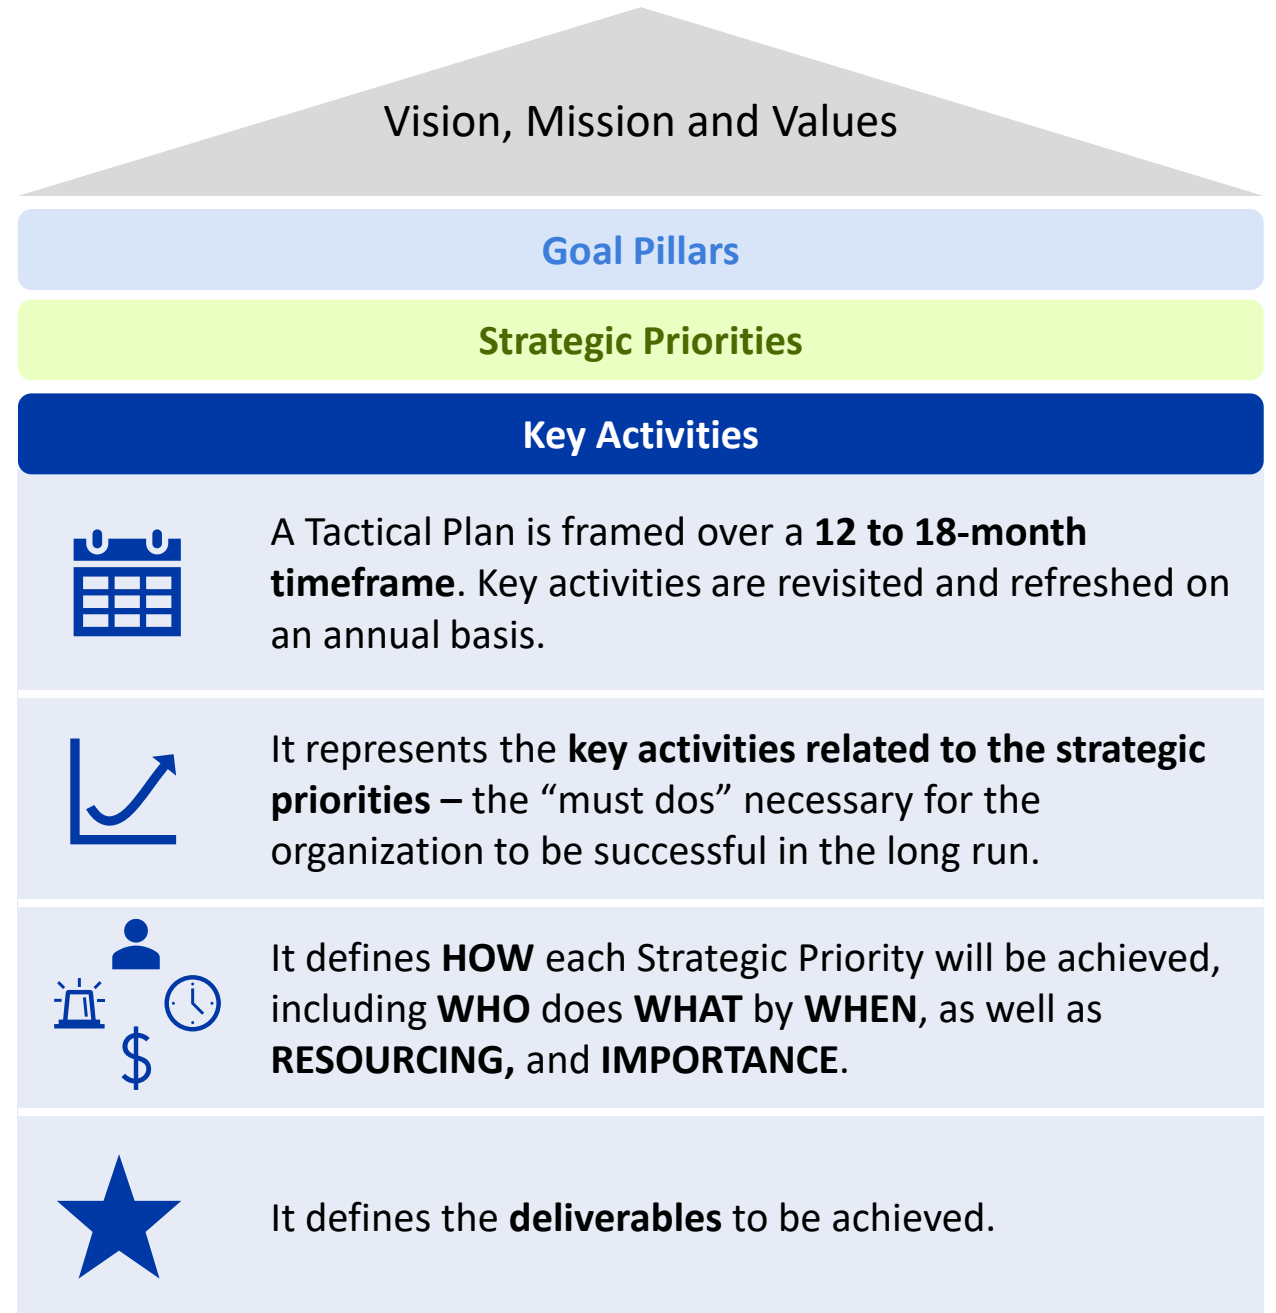 Vision, Mission and Values
Goal Pillars
Strategic Priorities
Key Activities
A Tactical Plan is framed over a 12 to 18-month
timeframe. Key activities are revisited and refreshed on
an annual basis.
It represents the key activities related to the strategic
priorities – the “must dos” necessary for the
organization to be successful in the long run.
It defines HOW each Strategic Priority will be achieved,
including WHO does WHAT by WHEN, as well as
RESOURCING, and IMPORTANCE.
It defines the deliverables to be achieved.